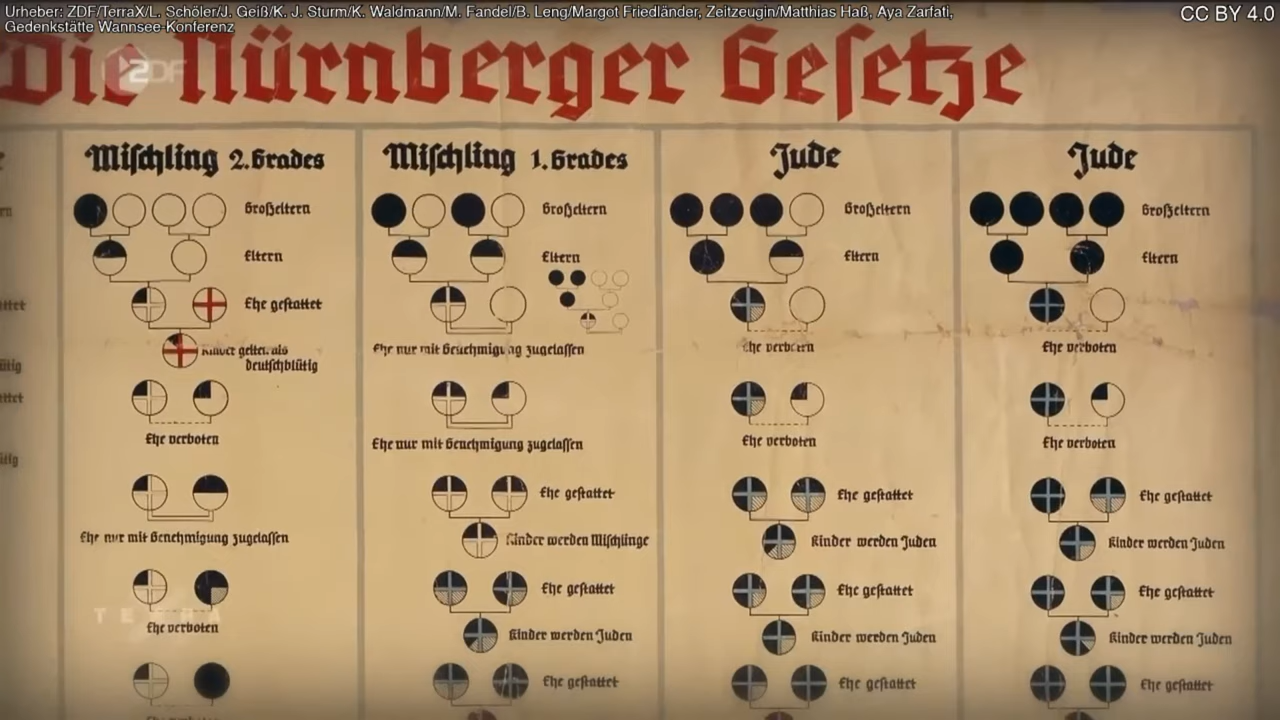 Urheber: ZDF/TerraX/L. Schöler/J. Geiß/K. J. Sturm/K. Waldmann/M. Fandel/B. Leng/Margot Friedländer, Zeitzeugin/Matthias Haß, Aya Zarfati,
Gedenkstätte Wannsee-Konferenz
CC BY 4.0
ZDF
Die Nürnberger Gesetze
Mischling 2. Grades
Großeltern
Eltern
Ehe gestattet
Kinder gelten als
Deutschblütig
Ehe verboten
Ehe nur mit Genehmigung zugelassen
Ehe verboten
Mischling 1. Grades
Großeltern
Eltern
Ehe nur mit Genehmigung zugelassen
Ehe nur mit Genehmigung zugelassen
Ehe gestattet
Kinder werden Mischlinge
Ehe gestattet
Kinder werden Juden
Ehe gestattet
Jude
Großeltern
Eltern
Ehe verboten
Ehe verboten
Ehe gestattet
Kinder werden Juden
Ehe gestattet
Kinder werden Juden
Ehe gestattet
Jude
Großeltern
Eltern
Ehe verboten
Ehe verboten
Ehe gestattet
Kinder werden Juden
Ehe gestattet
Kinder werden Juden
Ehe gestattet